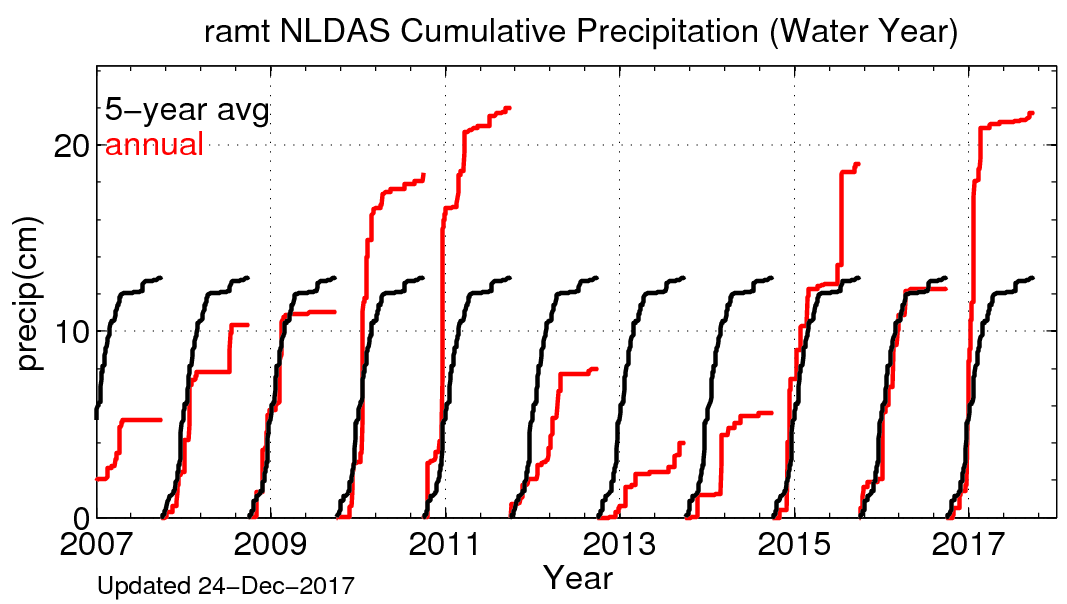 ramt NLDAS Cumulative Precipitation (Water Year)
5−year avg
annual
20
10
0
precip(cm)
2007 2009 2011 2013 2015 2017
Year
Updated 24−Dec−2017